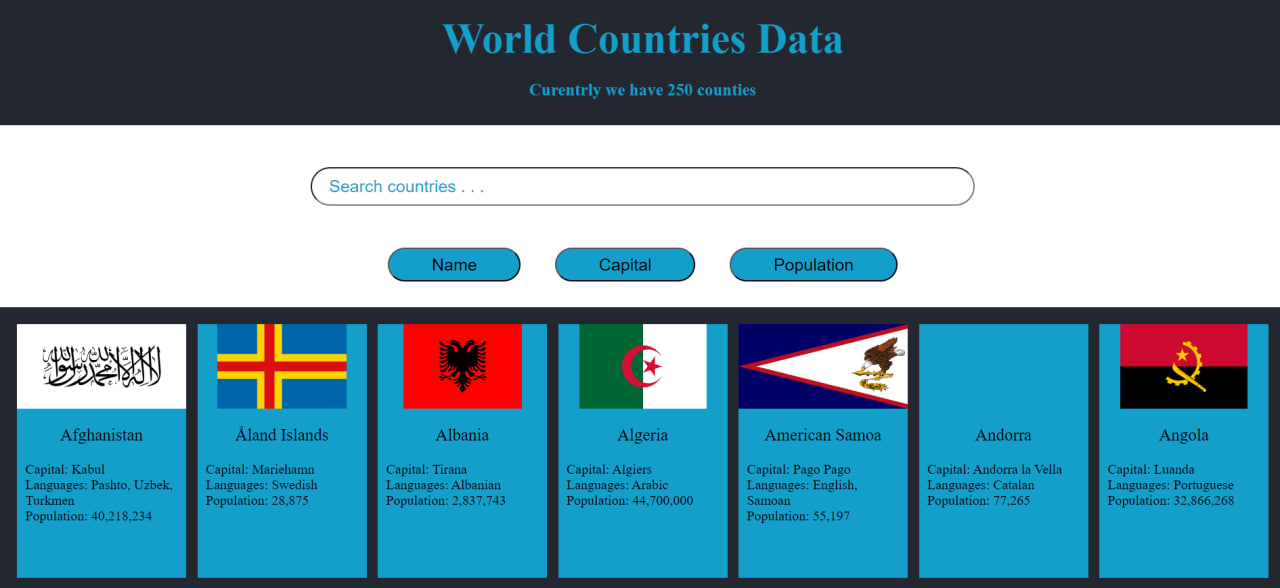 World Countries Data
Curentrly we have 250 counties
Search countries . . .
Name
Capital
Population
Afghanistan
Capital: Kabul
Languages: Pashto, Uzbek,
Turkmen
Population: 40,218,234
Åland Islands
Capital: Mariehamn
Languages: Swedish
Population: 28,875
Albania
Capital: Tirana
Languages: Albanian
Population: 2,837,743
Algeria
Capital: Algiers
Languages: Arabic
Population: 44,700,000
American Samoa
Capital: Pago Pago
Languages: English,
Samoan
Population: 55,197
Andorra
Capital: Andorra la Vella
Languages: Catalan
Population: 77,265
Angola
Capital: Luanda
Languages: Portuguese
Population: 32,866,268
لا إله إلا الله محمد رسول الله